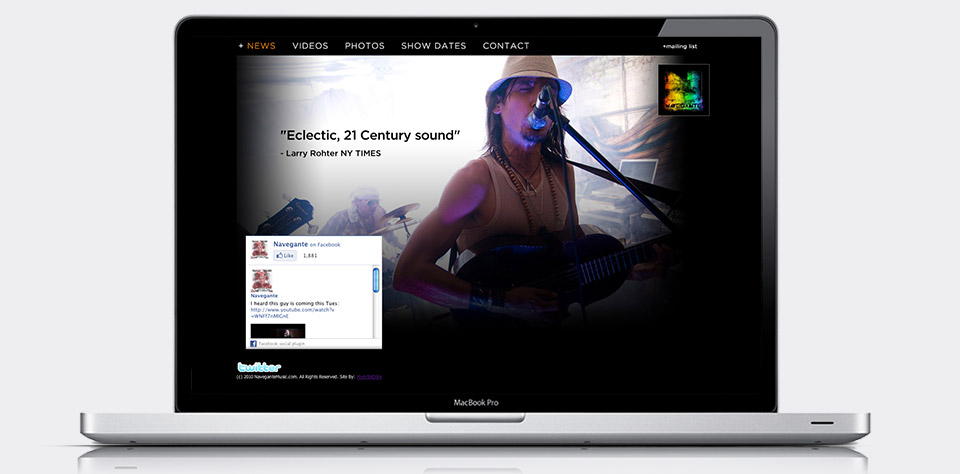 + NEWS VIDEOS PHOTOS SHOW DATES CONTACT +mailing list
NAVEGANTE
"Eclectic, 21 Century sound"
- Larry Rohter NY TIMES
Navegante on Facebook
Like 1,881
Navegante
I heard this guy is coming this Tues:
http://www.youtube.com/watch?v
Facebook social plugin
twitter
(c) 2010 NaveganteMusic.com. All Rights Reserved. Site By:
MacBook Pro